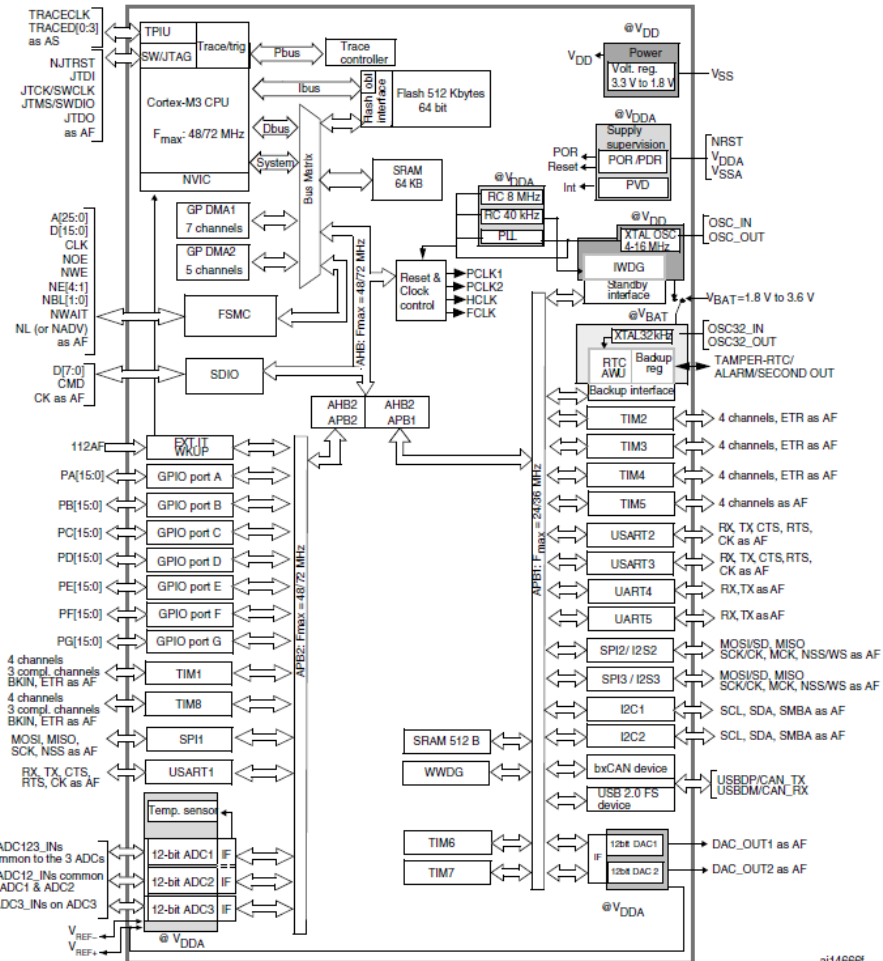 TRACECLK
TRACED[0:3]
as AS
NJTRST
JTDI
JTCK/SWCLK
JTMS/SWDIO
JTDO
as AF
TPIU
SW/JTAG
Trace/trig
Cortex-M3 CPU
Fmax: 48/72 MHz
NVIC
Pbus
Ibus
Dbus
System
Trace
controller
Flash obl
interface
Flash 512 Kbytes
64 bit
Bus Matrix
SRAM
64 KB
GP DMA1
7 channels
GP DMA2
5 channels
@VDD
Power
VDD
Volt. reg.
3.3 V to 1.8 V
VSS
@VDDA
Supply
supervision
POR
Reset
Int
POR /PDR
PVD
NRST
VDDA
VSSA
@VDDA
RC 8 MHz
RC 40 kHz
PLL
@VDD
XTAL OSC
4-16 MHz
OSC_IN
OSC_OUT
IWDG
Standby
interface
Reset &
Clock
control
PCLK1
PCLK2
HCLK
FCLK
VBAT=1.8 V to 3.6 V
@VBAT
XTAL32kHz
OSC32_IN
OSC32_OUT
RTC
AWU
Backup
reg
Backup interface
TAMPER-RTC/
ALARM/SECOND OUT
A[25:0]
D[15:0]
CLK
NOE
NWE
NE[4:1]
NBL[1:0]
NWAIT
NL (or NADV)
as AF
FSMC
D[7:0]
CMD
CK as AF
SDIO
AHB: Fmax = 48/72 MHz
AHB2
APB2
AHB2
APB1
112AF
EXT.IT
WKUP
PA[15:0]
GPIO port A
PB[15:0]
GPIO port B
PC[15:0]
GPIO port C
PD[15:0]
GPIO port D
PE[15:0]
GPIO port E
PF[15:0]
GPIO port F
PG[15:0]
GPIO port G
4 channels
3 compl. channels
BKIN, ETR as AF
TIM1
4 channels
3 compl. channels
BKIN, ETR as AF
TIM8
MOSI, MISO,
SCK, NSS as AF
SPI1
RX, TX, CTS,
RTS, CK as AF
USART1
APB2: Fmax = 48/72 MHz
Temp. sensor
ADC123_INs
mmon to the 3 ADCs
12-bit ADC1 IF
ADC12_INs common
ADC1 & ADC2
12-bit ADC2 IF
ADC3_INs on ADC3
12-bit ADC3 IF
VREF–
VREF+
@ VDDA
APB1: Fmax = 24/36 MHz
TIM2
4 channels, ETR as AF
TIM3
4 channels, ETR as AF
TIM4
4 channels, ETR as AF
TIM5
4 channels as AF
USART2
RX, TX, CTS, RTS,
CK as AF
USART3
RX, TX, CTS, RTS,
CK as AF
UART4
RX,TX as AF
UART5
RX,TX as AF
SPI2/ I2S2
MOSI/SD, MISO
SCK/CK, MCK, NSS/WS as AF
SPI3 / I2S3
MOSI/SD, MISO
SCK/CK, MCK, NSS/WS as AF
I2C1
SCL, SDA, SMBA as AF
I2C2
SCL, SDA, SMBA as AF
SRAM 512 B
WWDG
bxCAN device
USB 2.0 FS
device
USBDP/CAN_TX
USBDM/CAN_RX
TIM6
TIM7
IF
12bit DAC1
12bit DAC 2
DAC_OUT1 as AF
DAC_OUT2 as AF
@VDDA